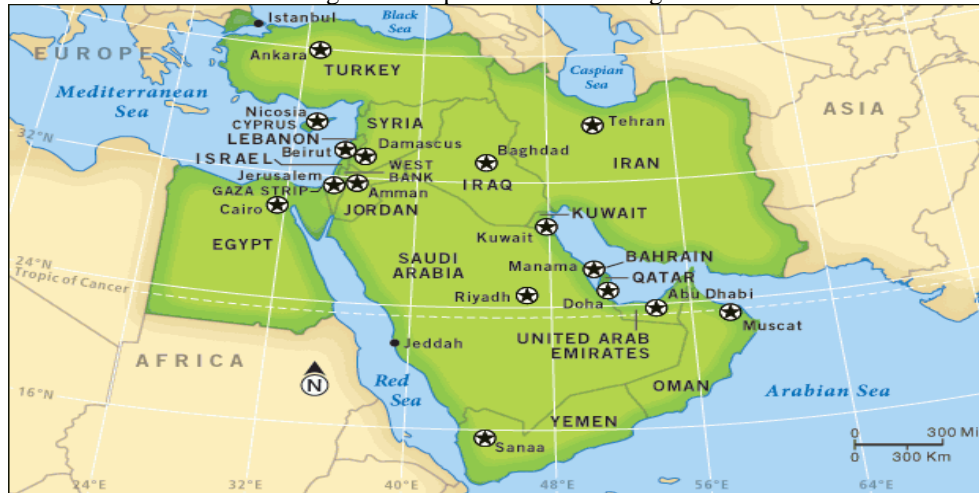 Istanbul
Black
Sea
EUROPE
Ankara
TURKEY
Caspian
Sea
ASIA
Mediterranean
Sea
Nicosia
CYPRUS
SYRIA
Tehran
32°N
LEBANON
Beirut
Damascus
Baghdad
IRAN
ISRAEL
WEST
BANK
IRAQ
Jerusalem
GAZA STRIP
Amman
Cairo
JORDAN
KUWAIT
Kuwait
EGYPT
SAUDI
ARABIA
BAHRAIN
Manama
QATAR
24°N
Tropic of Cancer
Riyadh
Doha
Abu Dhabi
Muscat
UNITED ARAB
EMIRATES
Jeddah
AFRICA
N
Red
Sea
OMAN
Arabian Sea
16°N
YEMEN
Sanaa
0 300 Mi
0 300 Km
24°E 32°E 40°E 48°E 56°E 64°E